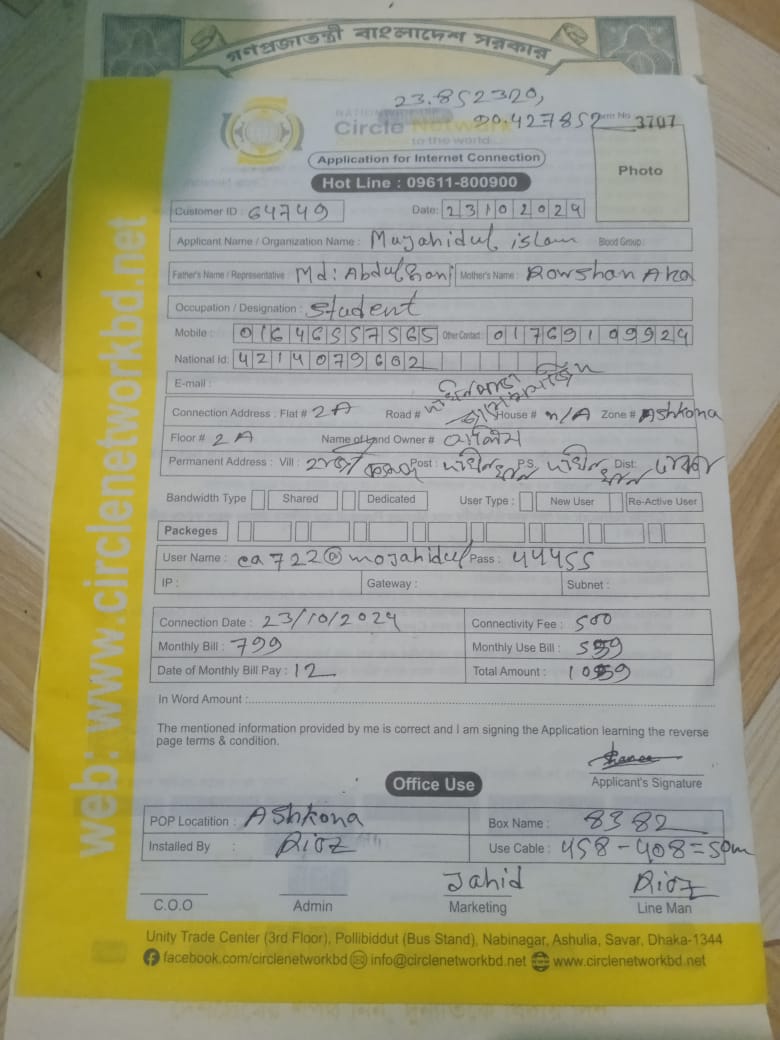 গণপ্রজাতন্ত্রী বাংলাদেশ সরকার
23.852320,
90.427852
NATIONWIDE ISP
Circle Network
to the world
Form No 3707
Application for Internet Connection
Photo
Hot Line : 09611-800900
Customer ID : 64749 Date: 23102024
Applicant Name / Organization Name : Mujahidul islam Blood Group:
Father's Name / Representative : Md: Abdul Mother's Name : Rowshan Ara
Occupation / Designation : Student
Mobile : 01646557565 Other Contact : 01769109924
National Id: 4214079602
E-mail :
Connection Address : Flat # 2A Road # House # n/A Zone # Ashkona
Floor # 2A Name of Land Owner #
Permanent Address : Vill : Post : P.S. Dist:
Bandwidth Type Shared Dedicated User Type : New User Re-Active User
Packeges
User Name : ca722@mojahidul Pass : 44455
IP : Gateway : Subnet :
Connection Date : 23/10/2024 Connectivity Fee : 500
Monthly Bill : 799 Monthly Use Bill : 559
Date of Monthly Bill Pay : 12 Total Amount : 1059
In Word Amount :
The mentioned information provided by me is correct and I am signing the Application learning the reverse
page terms & condition.
Applicant's Signature
Office Use
POP Locatition : Ashkona Box Name : 8382
Installed By : Rioz Use Cable : 458-408=50m
Jahid Rioz
C.O.O Admin Marketing Line Man
Unity Trade Center (3rd Floor), Pollibiddut (Bus Stand), Nabinagar, Ashulia, Savar, Dhaka-1344
facebook.com/circlenetworkbd info@circlenetworkbd.net www.circlenetworkbd.net
web: www.circlenetworkbd.net